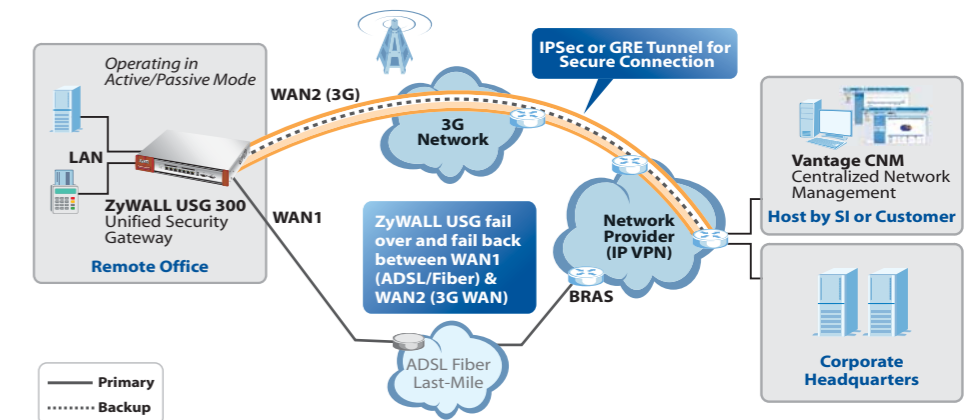 Operating in
Active/Passive Mode
LAN
ZyWALL USG 300
Unified Security
Gateway
Remote Office
WAN2 (3G)
WAN1
3G
Network
IPSec or GRE Tunnel for
Secure Connection
ZyWALL USG fail
over and fail back
between WAN1
(ADSL/Fiber) &
WAN2 (3G WAN)
ADSL Fiber
Last-Mile
BRAS
Network
Provider
(IP VPN)
Vantage CNM
Centralized Network
Management
Host by SI or Customer
Corporate
Headquarters
Primary
Backup